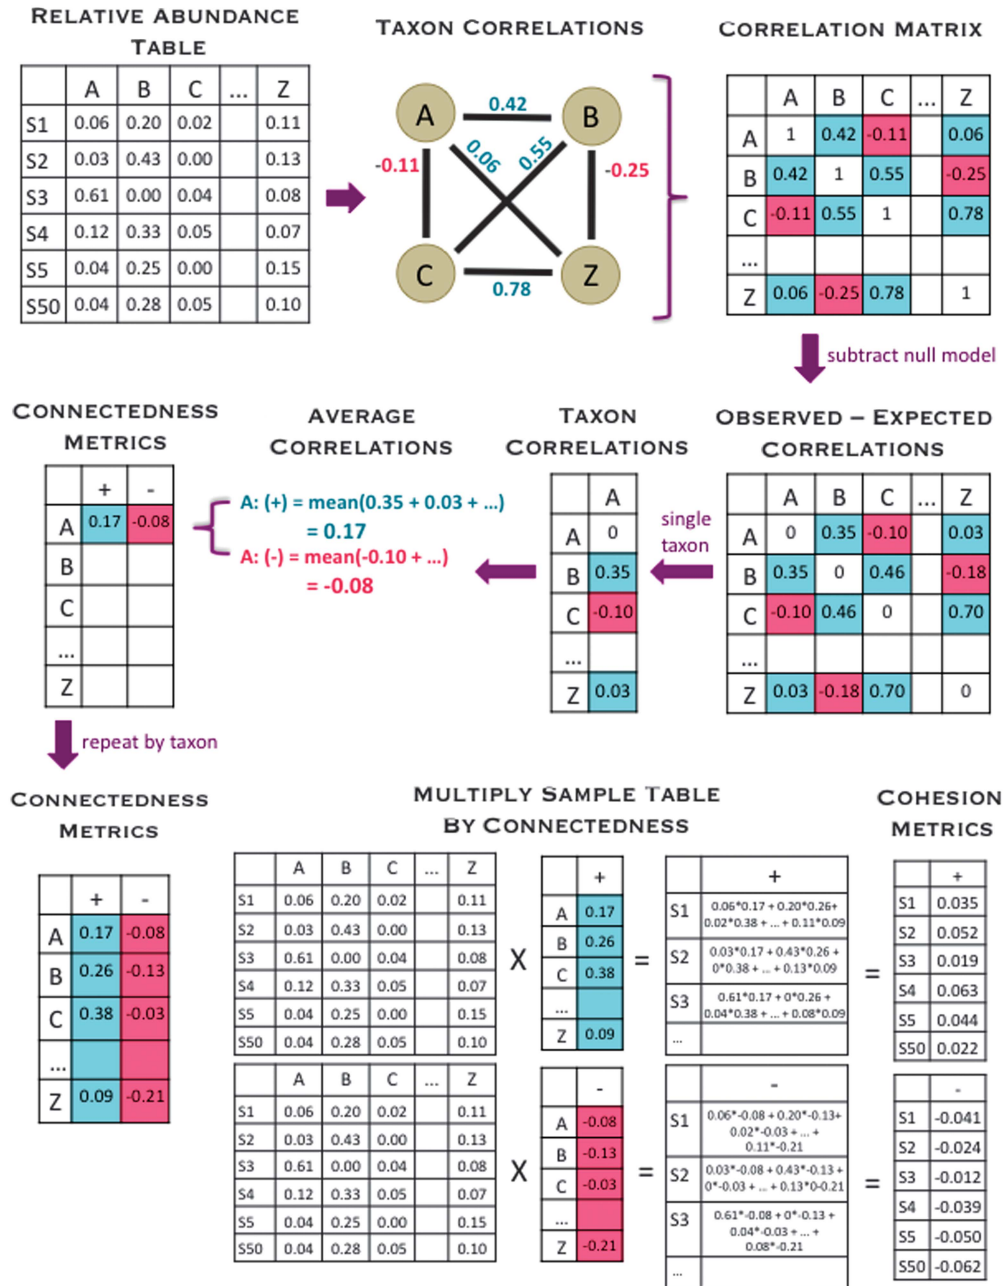 RELATIVE ABUNDANCE
TABLE
A B C ... Z
S1 0.06 0.20 0.02 0.11
S2 0.03 0.43 0.00 0.13
S3 0.61 0.00 0.04 0.08
S4 0.12 0.33 0.05 0.07
S5 0.04 0.25 0.00 0.15
S50 0.04 0.28 0.05 0.10
TAXON CORRELATIONS
A 0.42 B
-0.11 0.06 0.55 -0.25
C 0.78 Z
CORRELATION MATRIX
A B C ... Z
A 1 0.42 -0.11 0.06
B 0.42 1 0.55 -0.25
C -0.11 0.55 1 0.78
...
Z 0.06 -0.25 0.78 1
subtract null model
OBSERVED – EXPECTED
CORRELATIONS
A B C ... Z
A 0 0.35 -0.10 0.03
B 0.35 0 0.46 -0.18
C -0.10 0.46 0 0.70
...
Z 0.03 -0.18 0.70 0
single
taxon
TAXON
CORRELATIONS
A
A 0
B 0.35
C -0.10
...
Z 0.03
AVERAGE
CORRELATIONS
A: (+) = mean(0.35 + 0.03 + ...)
= 0.17
A: (-) = mean(-0.10 + ...)
= -0.08
CONNECTEDNESS
METRICS
+ -
A 0.17 -0.08
B
C
...
Z
repeat by taxon
CONNECTEDNESS
METRICS
+ -
A 0.17 -0.08
B 0.26 -0.13
C 0.38 -0.03
...
Z 0.09 -0.21
MULTIPLY SAMPLE TABLE
BY CONNECTEDNESS
A B C ... Z
S1 0.06 0.20 0.02 0.11
S2 0.03 0.43 0.00 0.13
S3 0.61 0.00 0.04 0.08
S4 0.12 0.33 0.05 0.07
S5 0.04 0.25 0.00 0.15
S50 0.04 0.28 0.05 0.10
X
+
A 0.17
B 0.26
C 0.38
...
Z 0.09
=
+
S1 0.06*0.17 + 0.20*0.26+
0.02*0.38 + ... + 0.11*0.09
S2 0.03*0.17 + 0.43*0.26 +
0*0.38 + ... + 0.13*0.09
S3 0.61*0.17 + 0*0.26 +
0.04*0.38 + ... + 0.08*0.09
...
=
COHESION
METRICS
+
S1 0.035
S2 0.052
S3 0.019
S4 0.063
S5 0.044
S50 0.022
A B C ... Z
S1 0.06 0.20 0.02 0.11
S2 0.03 0.43 0.00 0.13
S3 0.61 0.00 0.04 0.08
S4 0.12 0.33 0.05 0.07
S5 0.04 0.25 0.00 0.15
S50 0.04 0.28 0.05 0.10
X
-
A -0.08
B -0.13
C -0.03
...
Z -0.21
=
-
S1 0.06*-0.08 + 0.20*-0.13+
0.02*-0.03 + ... +
0.11*-0.21
S2 0.03*-0.08 + 0.43*-0.13 +
0*-0.03 + ... + 0.13*0-0.21
S3 0.61*-0.08 + 0*-0.13 +
0.04*-0.03 + ... +
0.08*-0.21
...
=
-
S1 -0.041
S2 -0.024
S3 -0.012
S4 -0.039
S5 -0.050
S50 -0.062